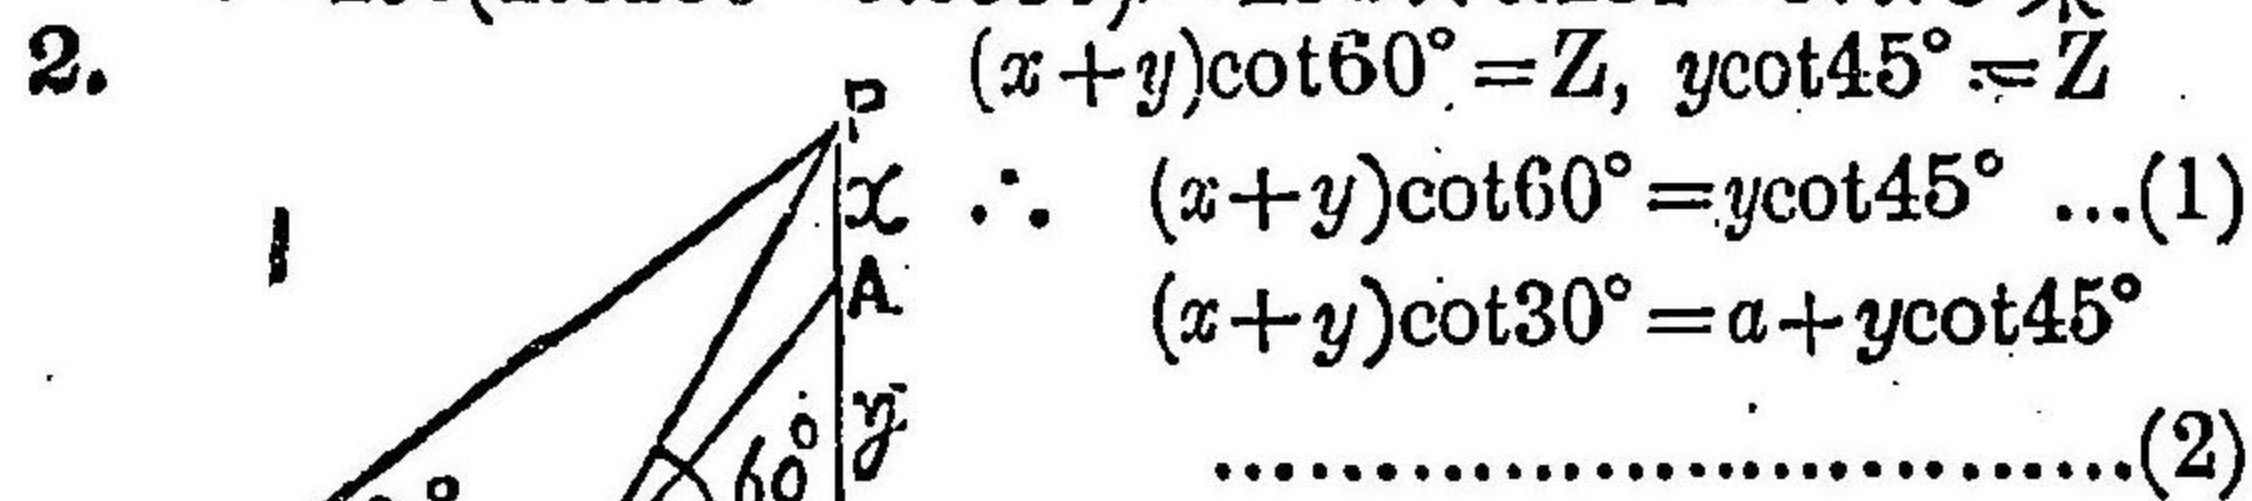 2.
(x+y)cot60°=Z, ycot45°=Z
∴ (x+y)cot60°=ycot45° ...(1)
(x+y)cot30°=a+ycot45°
................................(2)
P
x
A
y
60°